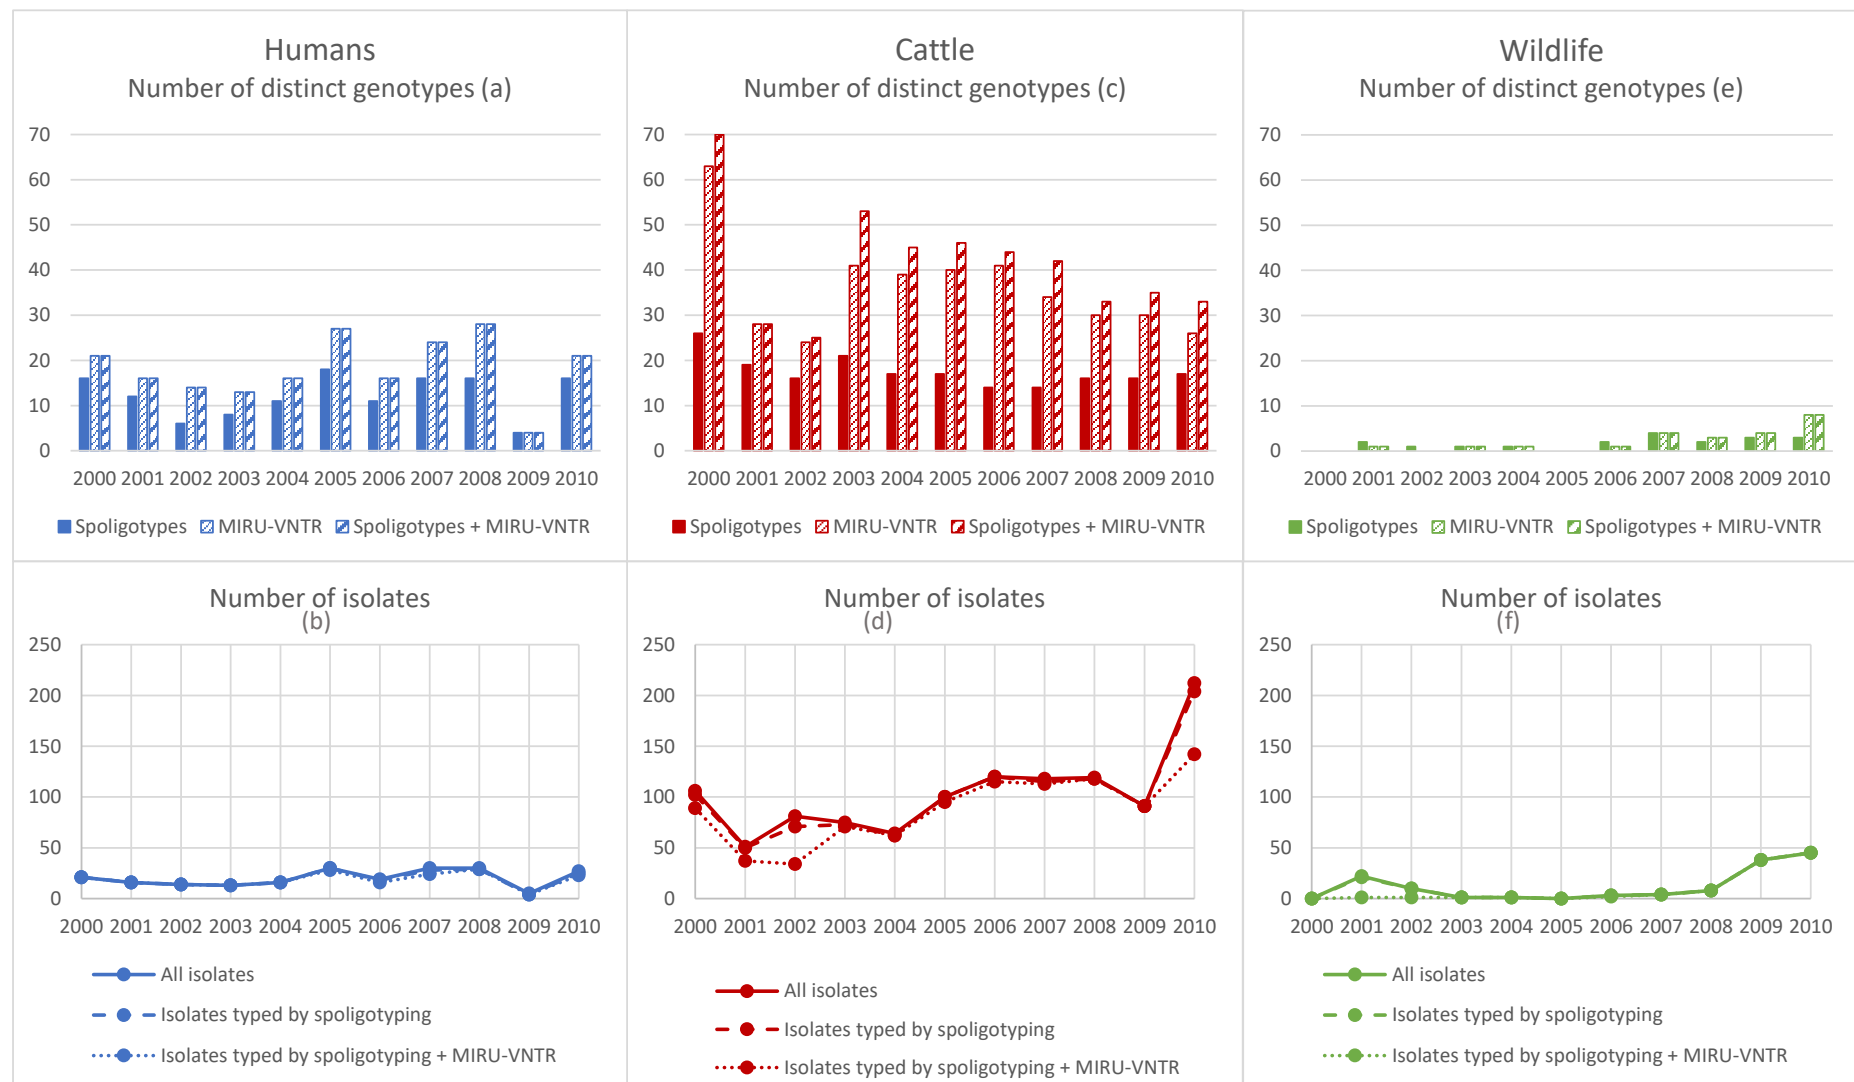 Humans
Number of distinct genotypes (a)
70
60
50
40
30
20
10
0
2000 2001 2002 2003 2004 2005 2006 2007 2008 2009 2010
Spoligotypes MIRU-VNTR Spoligotypes + MIRU-VNTR
Cattle
Number of distinct genotypes (c)
70
60
50
40
30
20
10
0
2000 2001 2002 2003 2004 2005 2006 2007 2008 2009 2010
Spoligotypes MIRU-VNTR Spoligotypes + MIRU-VNTR
Wildlife
Number of distinct genotypes (e)
70
60
50
40
30
20
10
0
2000 2001 2002 2003 2004 2005 2006 2007 2008 2009 2010
Spoligotypes MIRU-VNTR Spoligotypes + MIRU-VNTR
Number of isolates
(b)
250
200
150
100
50
0
2000 2001 2002 2003 2004 2005 2006 2007 2008 2009 2010
All isolates
Isolates typed by spoligotyping
Isolates typed by spoligotyping + MIRU-VNTR
Number of isolates
(d)
250
200
150
100
50
0
2000 2001 2002 2003 2004 2005 2006 2007 2008 2009 2010
All isolates
Isolates typed by spoligotyping
Isolates typed by spoligotyping + MIRU-VNTR
Number of isolates
(f)
250
200
150
100
50
0
2000 2001 2002 2003 2004 2005 2006 2007 2008 2009 2010
All isolates
Isolates typed by spoligotyping
Isolates typed by spoligotyping + MIRU-VNTR